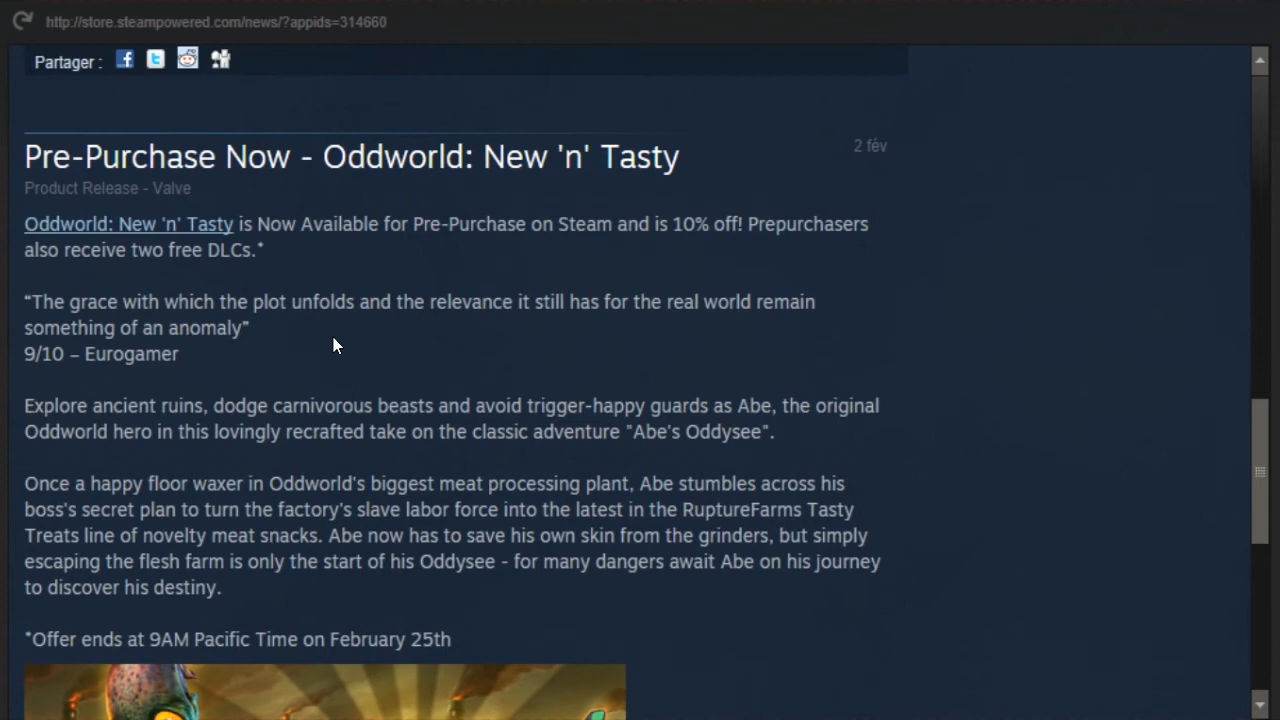 http://store.steampowered.com/news/?appids=314660
Partager :
Pre-Purchase Now - Oddworld: New 'n' Tasty
2 fév
Product Release - Valve
Oddworld: New 'n' Tasty is Now Available for Pre-Purchase on Steam and is 10% off! Prepurchasers
also receive two free DLCs.*
“The grace with which the plot unfolds and the relevance it still has for the real world remain
something of an anomaly”
9/10 – Eurogamer
Explore ancient ruins, dodge carnivorous beasts and avoid trigger-happy guards as Abe, the original
Oddworld hero in this lovingly recrafted take on the classic adventure "Abe's Oddysee".
Once a happy floor waxer in Oddworld's biggest meat processing plant, Abe stumbles across his
boss's secret plan to turn the factory's slave labor force into the latest in the RuptureFarms Tasty
Treats line of novelty meat snacks. Abe now has to save his own skin from the grinders, but simply
escaping the flesh farm is only the start of his Oddysee - for many dangers await Abe on his journey
to discover his destiny.
*Offer ends at 9AM Pacific Time on February 25th